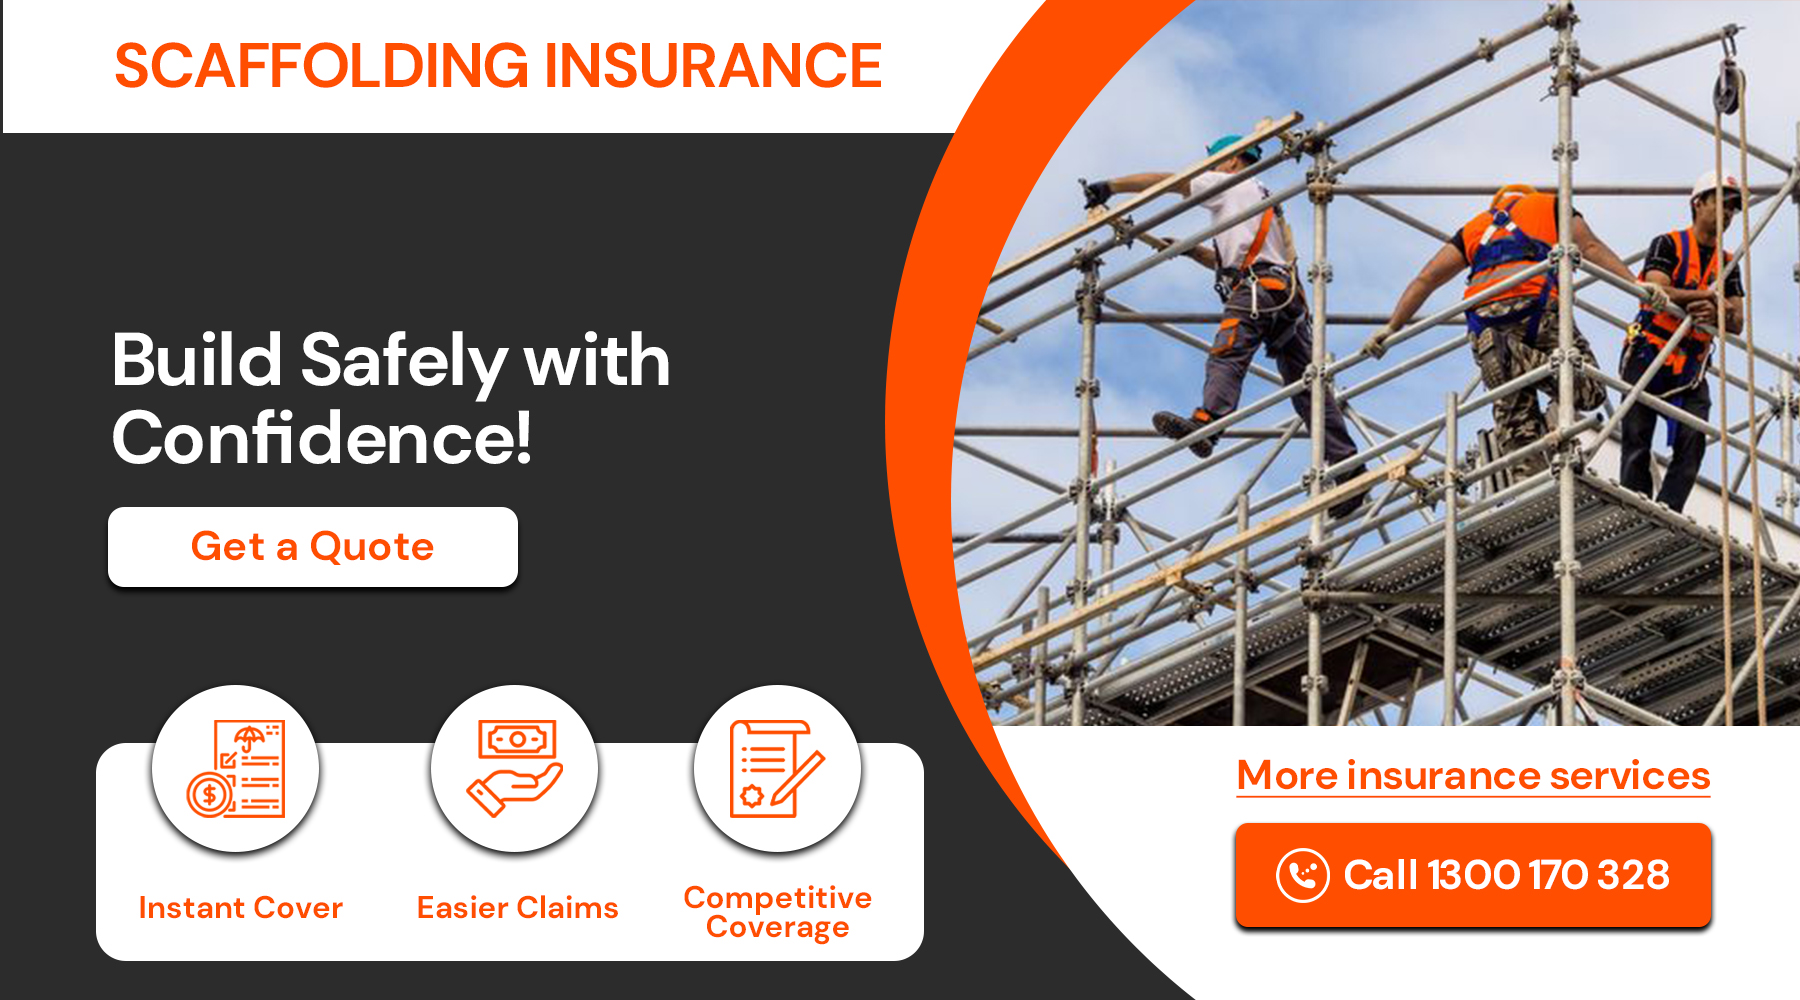 SCAFFOLDING INSURANCE
Build Safely with
Confidence!
Get a Quote
$
Instant Cover
Easier Claims
Competitive
Coverage
More insurance services
Call 1300 170 328